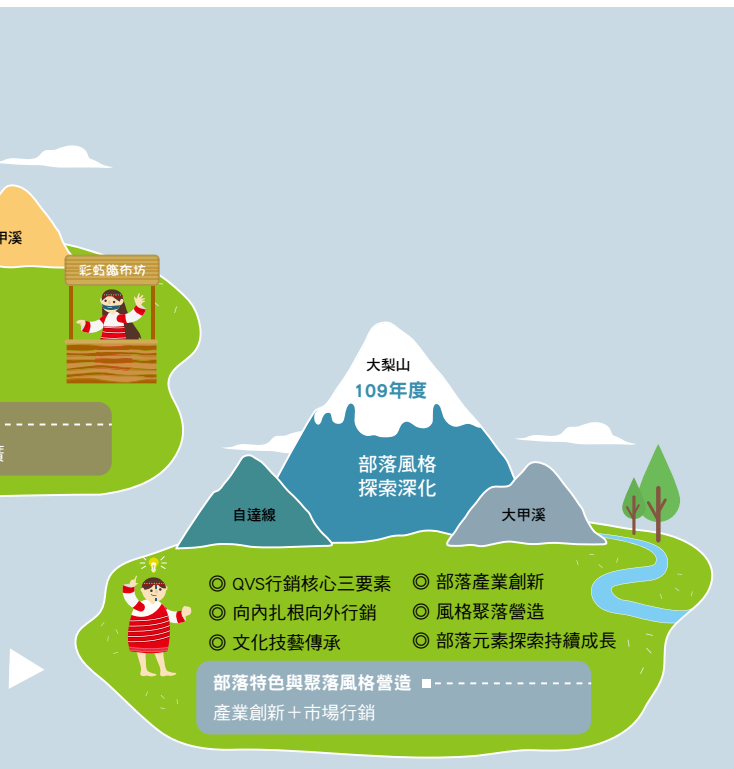 甲溪
彩虹織市坊
大梨山
109年度
部落風格
探索深化
自達線
大甲溪
◎ QVS行銷核心三要素
◎ 向內扎根向外行銷
◎ 文化技藝傳承
◎ 部落產業創新
◎ 風格聚落營造
◎ 部落元素探索持續成長
部落特色與聚落風格營造
產業創新＋市場行銷